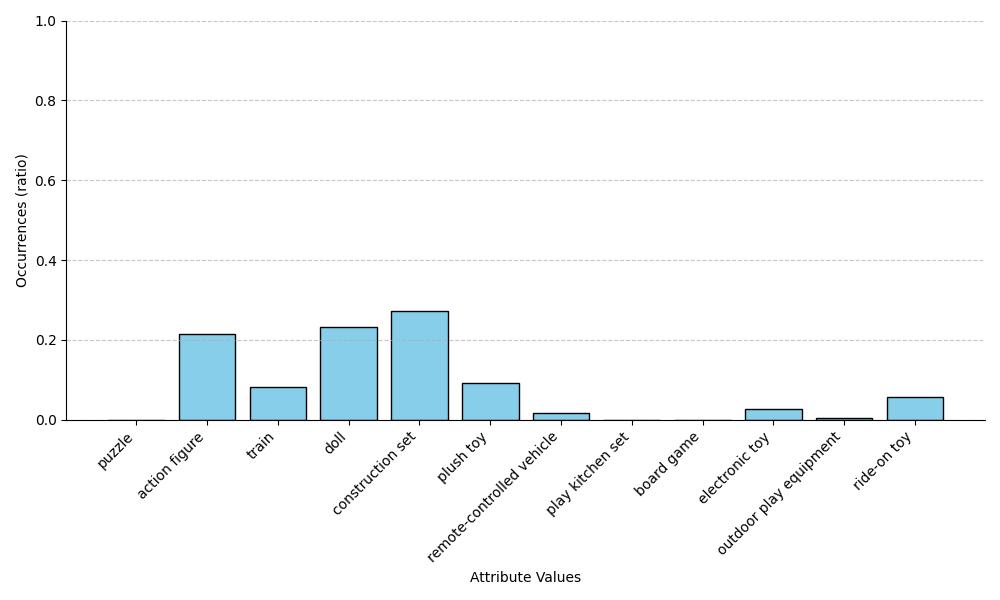 1.0
0.8
0.6
0.4
0.2
0.0
Occurrences (ratio)
puzzle
action figure
train
doll
construction set
plush toy
remote-controlled vehicle
play kitchen set
board game
electronic toy
outdoor play equipment
ride-on toy
Attribute Values